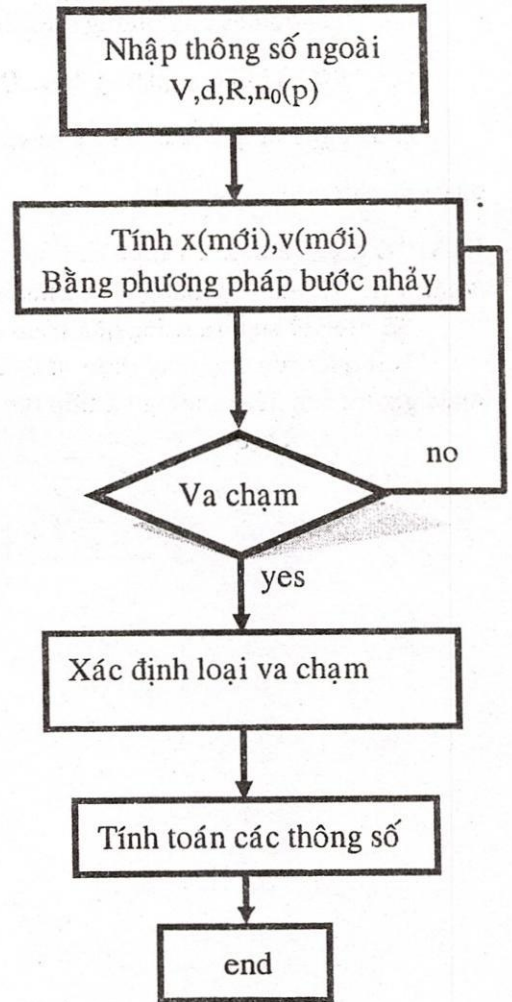 Nhập thông số ngoài
V,d,R,n₀(p)
Tính x(mới),v(mới)
Bằng phương pháp bước nhảy
no
Va chạm
yes
Xác định loại va chạm
Tính toán các thông số
end